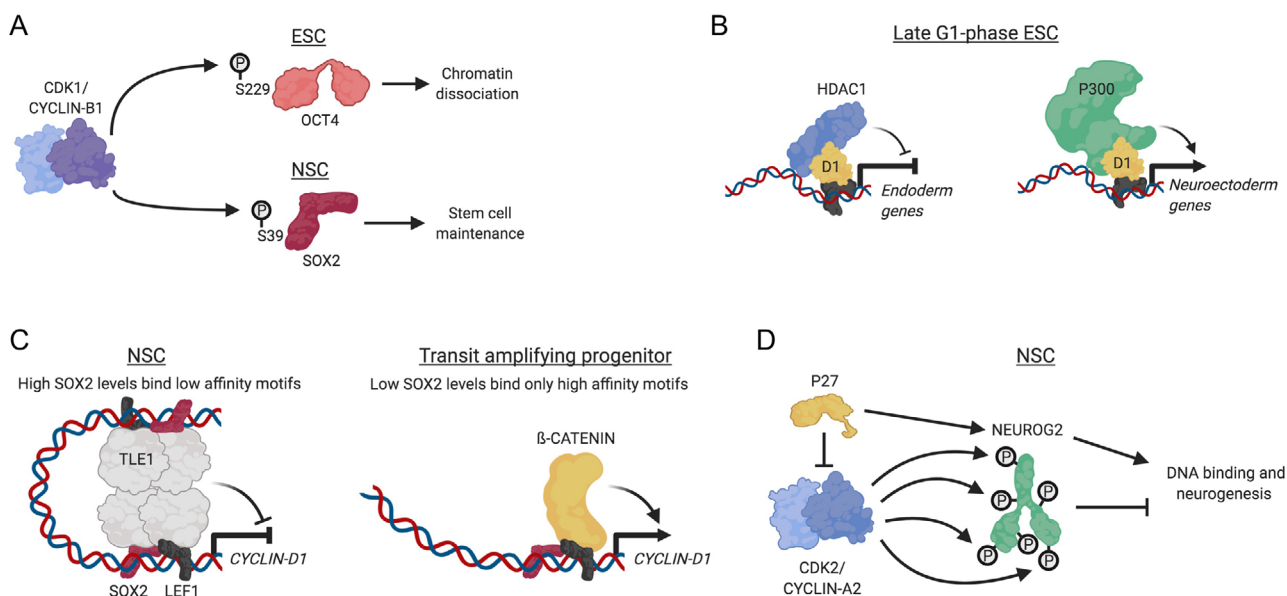 A
ESC
CDK1/
CYCLIN-B1
P
S229
OCT4
Chromatin
dissociation
NSC
P
S39
SOX2
Stem cell
maintenance
B
Late G1-phase ESC
HDAC1
D1
Endoderm
genes
P300
D1
Neuroectoderm
genes
C
NSC
High SOX2 levels bind low affinity motifs
TLE1
CYCLIN-D1
SOX2 LEF1
Transit amplifying progenitor
Low SOX2 levels bind only high affinity motifs
ß-CATENIN
CYCLIN-D1
D
NSC
P27
NEUROG2
P
P
P
P
P
P
DNA binding and
neurogenesis
CDK2/
CYCLIN-A2